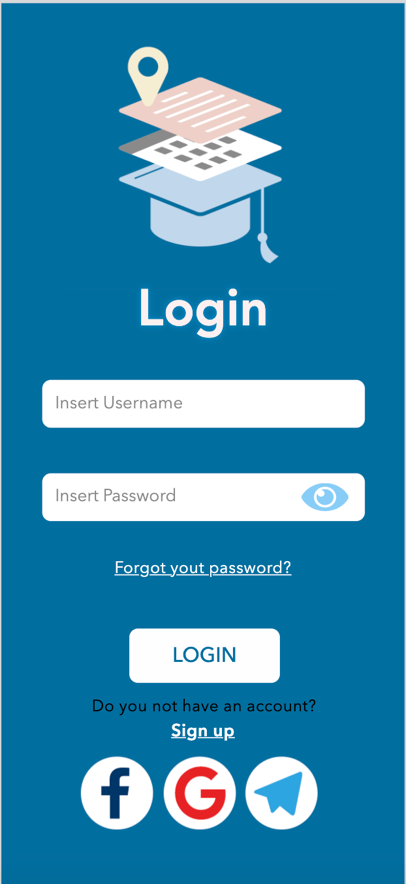 Login
Insert Username
Insert Password
Forgot yout password?
LOGIN
Do you not have an account?
Sign up